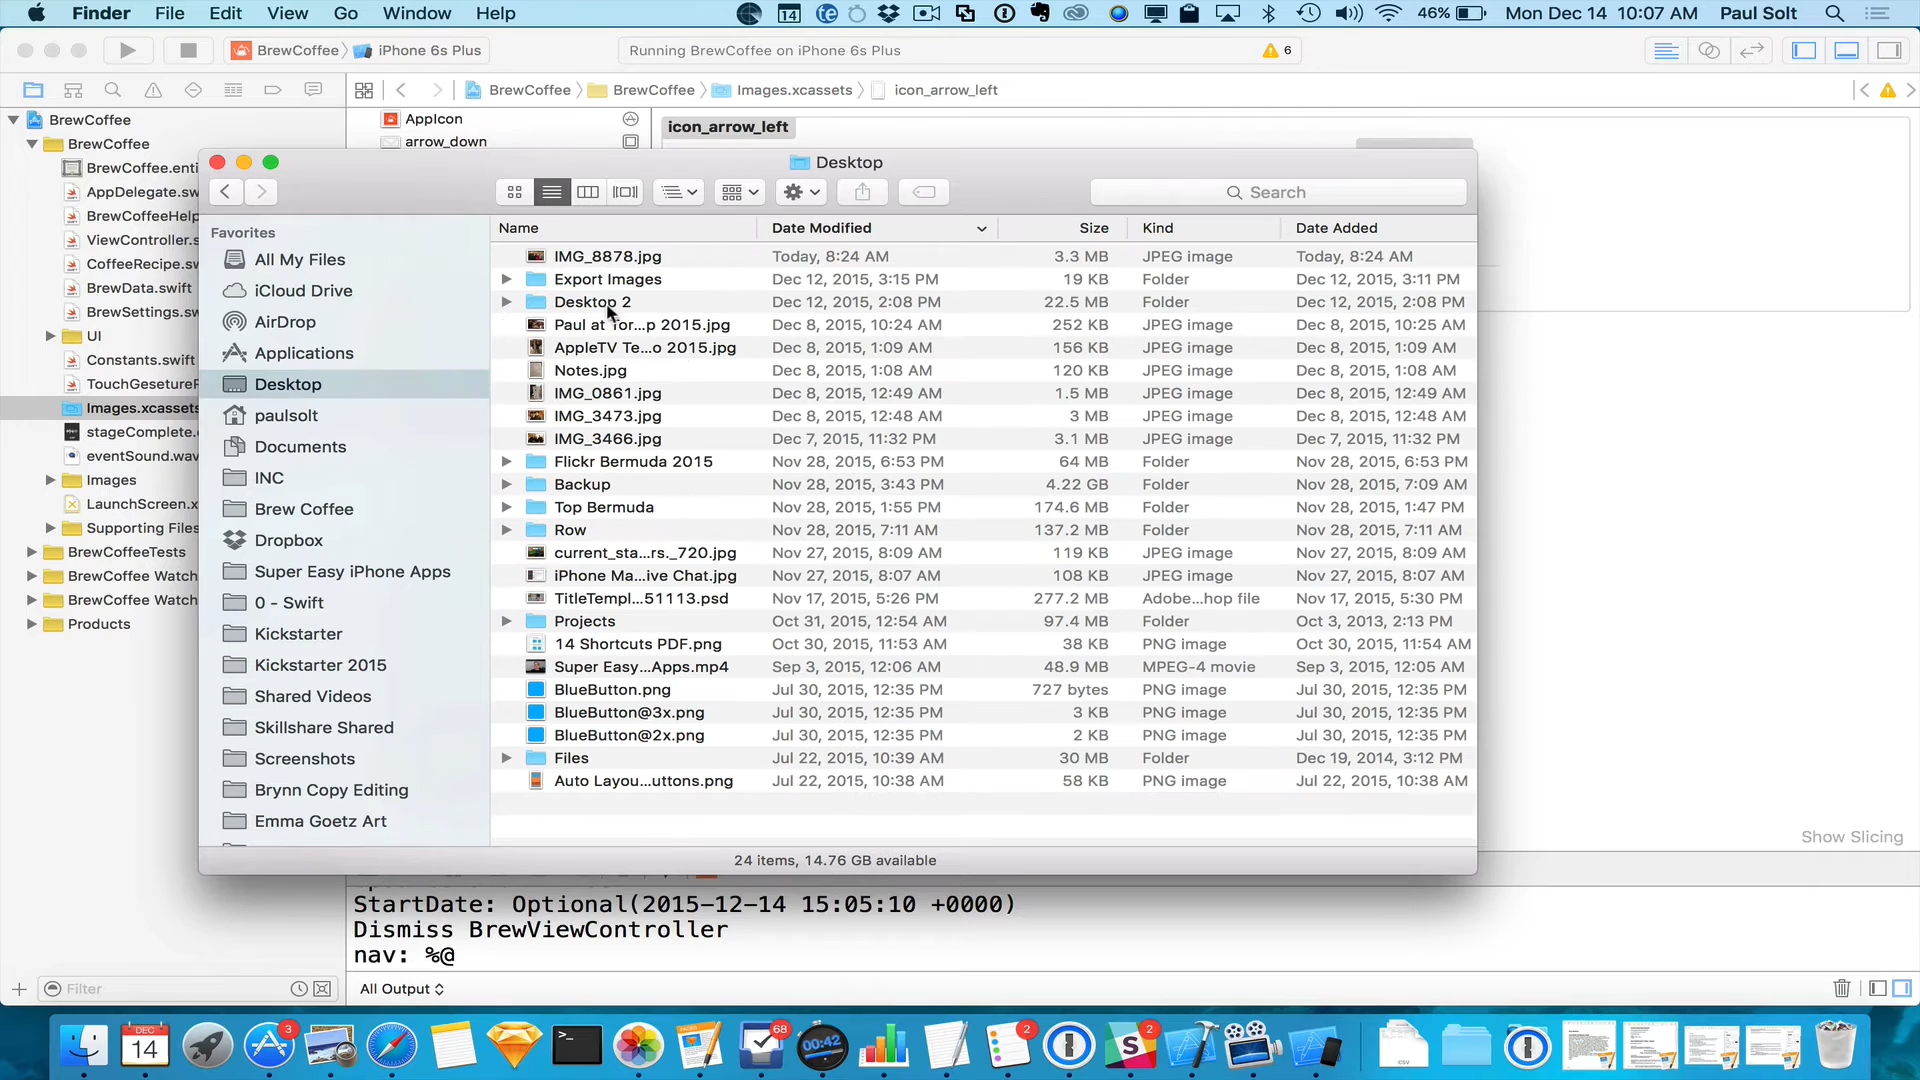 Finder File Edit View Go Window Help 14 46% Mon Dec 14 10:07 AM Paul Solt
BrewCoffee iPhone 6s Plus Running BrewCoffee on iPhone 6s Plus 6
BrewCoffee BrewCoffee Images.xcassets icon_arrow_left
BrewCoffee
BrewCoffee
BrewCoffee.enti
AppDelegate.sw
BrewCoffeeHelp
ViewController.s
CoffeeRecipe.sw
BrewData.swift
BrewSettings.sw
UI
Constants.swift
TouchGesetureR
Images.xcassets
stageComplete.c
eventSound.wav
Images
LaunchScreen.x
Supporting Files
BrewCoffeeTests
BrewCoffee Watch
BrewCoffee Watch
Products
Filter
AppIcon
arrow_down
icon_arrow_left
Desktop
Search
Favorites
All My Files
iCloud Drive
AirDrop
Applications
Desktop
paulsolt
Documents
INC
Brew Coffee
Dropbox
Super Easy iPhone Apps
0 - Swift
Kickstarter
Kickstarter 2015
Shared Videos
Skillshare Shared
Screenshots
Brynn Copy Editing
Emma Goetz Art
Name Date Modified Size Kind Date Added
IMG_8878.jpg Today, 8:24 AM 3.3 MB JPEG image Today, 8:24 AM
Export Images Dec 12, 2015, 3:15 PM 19 KB Folder Dec 12, 2015, 3:11 PM
Desktop 2 Dec 12, 2015, 2:08 PM 22.5 MB Folder Dec 12, 2015, 2:08 PM
Paul at Tor...p 2015.jpg Dec 8, 2015, 10:24 AM 252 KB JPEG image Dec 8, 2015, 10:25 AM
AppleTV Te...o 2015.jpg Dec 8, 2015, 1:09 AM 156 KB JPEG image Dec 8, 2015, 1:09 AM
Notes.jpg Dec 8, 2015, 1:08 AM 120 KB JPEG image Dec 8, 2015, 1:08 AM
IMG_0861.jpg Dec 8, 2015, 12:49 AM 1.5 MB JPEG image Dec 8, 2015, 12:49 AM
IMG_3473.jpg Dec 8, 2015, 12:48 AM 3 MB JPEG image Dec 8, 2015, 12:48 AM
IMG_3466.jpg Dec 7, 2015, 11:32 PM 3.1 MB JPEG image Dec 7, 2015, 11:32 PM
Flickr Bermuda 2015 Nov 28, 2015, 6:53 PM 64 MB Folder Nov 28, 2015, 6:53 PM
Backup Nov 28, 2015, 3:43 PM 4.22 GB Folder Nov 28, 2015, 7:09 AM
Top Bermuda Nov 28, 2015, 1:55 PM 174.6 MB Folder Nov 28, 2015, 1:47 PM
Row Nov 28, 2015, 7:11 AM 137.2 MB Folder Nov 28, 2015, 7:11 AM
current_sta...rs._720.jpg Nov 27, 2015, 8:09 AM 119 KB JPEG image Nov 27, 2015, 8:09 AM
iPhone Ma...ive Chat.jpg Nov 27, 2015, 8:07 AM 108 KB JPEG image Nov 27, 2015, 8:07 AM
TitleTempl...51113.psd Nov 17, 2015, 5:26 PM 277.2 MB Adobe...hop file Nov 17, 2015, 5:30 PM
Projects Oct 31, 2015, 12:54 AM 97.4 MB Folder Oct 3, 2013, 2:13 PM
14 Shortcuts PDF.png Oct 30, 2015, 11:53 AM 38 KB PNG image Oct 30, 2015, 11:54 AM
Super Easy...Apps.mp4 Sep 3, 2015, 12:06 AM 48.9 MB MPEG-4 movie Sep 3, 2015, 12:05 AM
BlueButton.png Jul 30, 2015, 12:35 PM 727 bytes PNG image Jul 30, 2015, 12:35 PM
BlueButton@3x.png Jul 30, 2015, 12:35 PM 3 KB PNG image Jul 30, 2015, 12:35 PM
BlueButton@2x.png Jul 30, 2015, 12:35 PM 2 KB PNG image Jul 30, 2015, 12:35 PM
Files Jul 22, 2015, 10:39 AM 30 MB Folder Dec 19, 2014, 3:12 PM
Auto Layou...uttons.png Jul 22, 2015, 10:38 AM 58 KB PNG image Jul 22, 2015, 10:38 AM
24 items, 14.76 GB available
Show Slicing
StartDate: Optional(2015-12-14 15:05:10 +0000)
Dismiss BrewViewController
nav: %@
All Output
DEC 14 3 PAGES 68 00:42 2 2 CSV